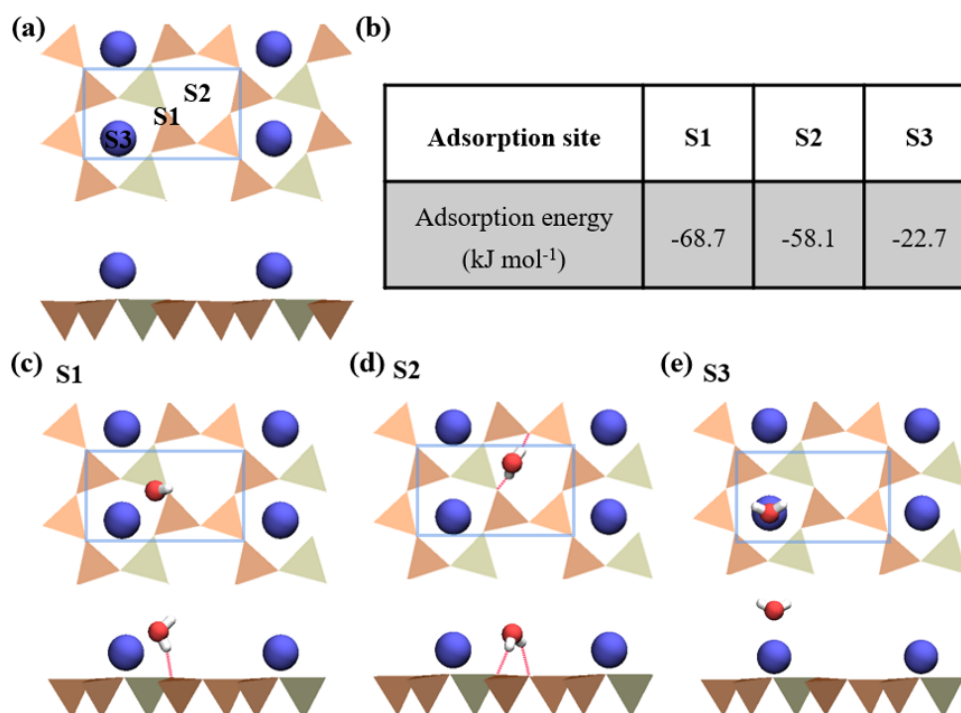 (a)
S2
S1
S3
(b)
Adsorption site S1 S2 S3
Adsorption energy
(kJ mol-1) -68.7 -58.1 -22.7
(c) S1
(d) S2
(e) S3